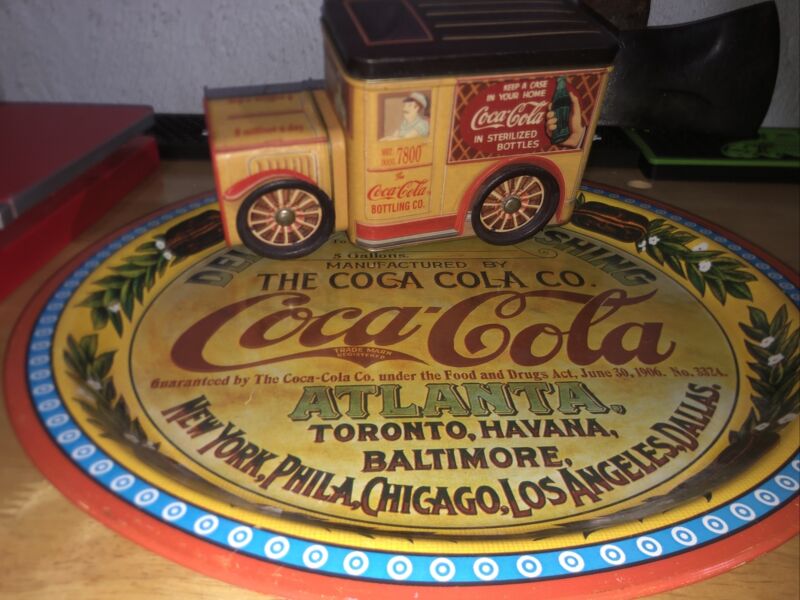 KEEP A CASE
IN YOUR HOME
Coca-Cola
IN STERILIZED
BOTTLES
7800
The
Coca-Cola
BOTTLING CO.
5 Gallons.
MANUFACTURED BY
THE COCA COLA CO.
Coca-Cola
TRADE MARK
REGISTERED
Guaranteed by The Coca-Cola Co. under the Food and Drugs Act, June 30, 1906. No. 3324.
ATLANTA,
TORONTO, HAVANA,
BALTIMORE,
NEW YORK, PHILA, CHICAGO, LOS ANGELES, DALLAS.